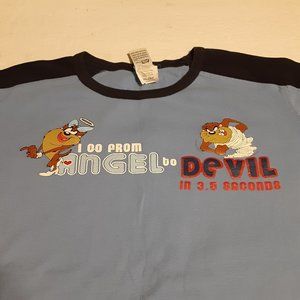 I GO FROM
ANGEL to DEVIL
IN 3.5 SECONDS